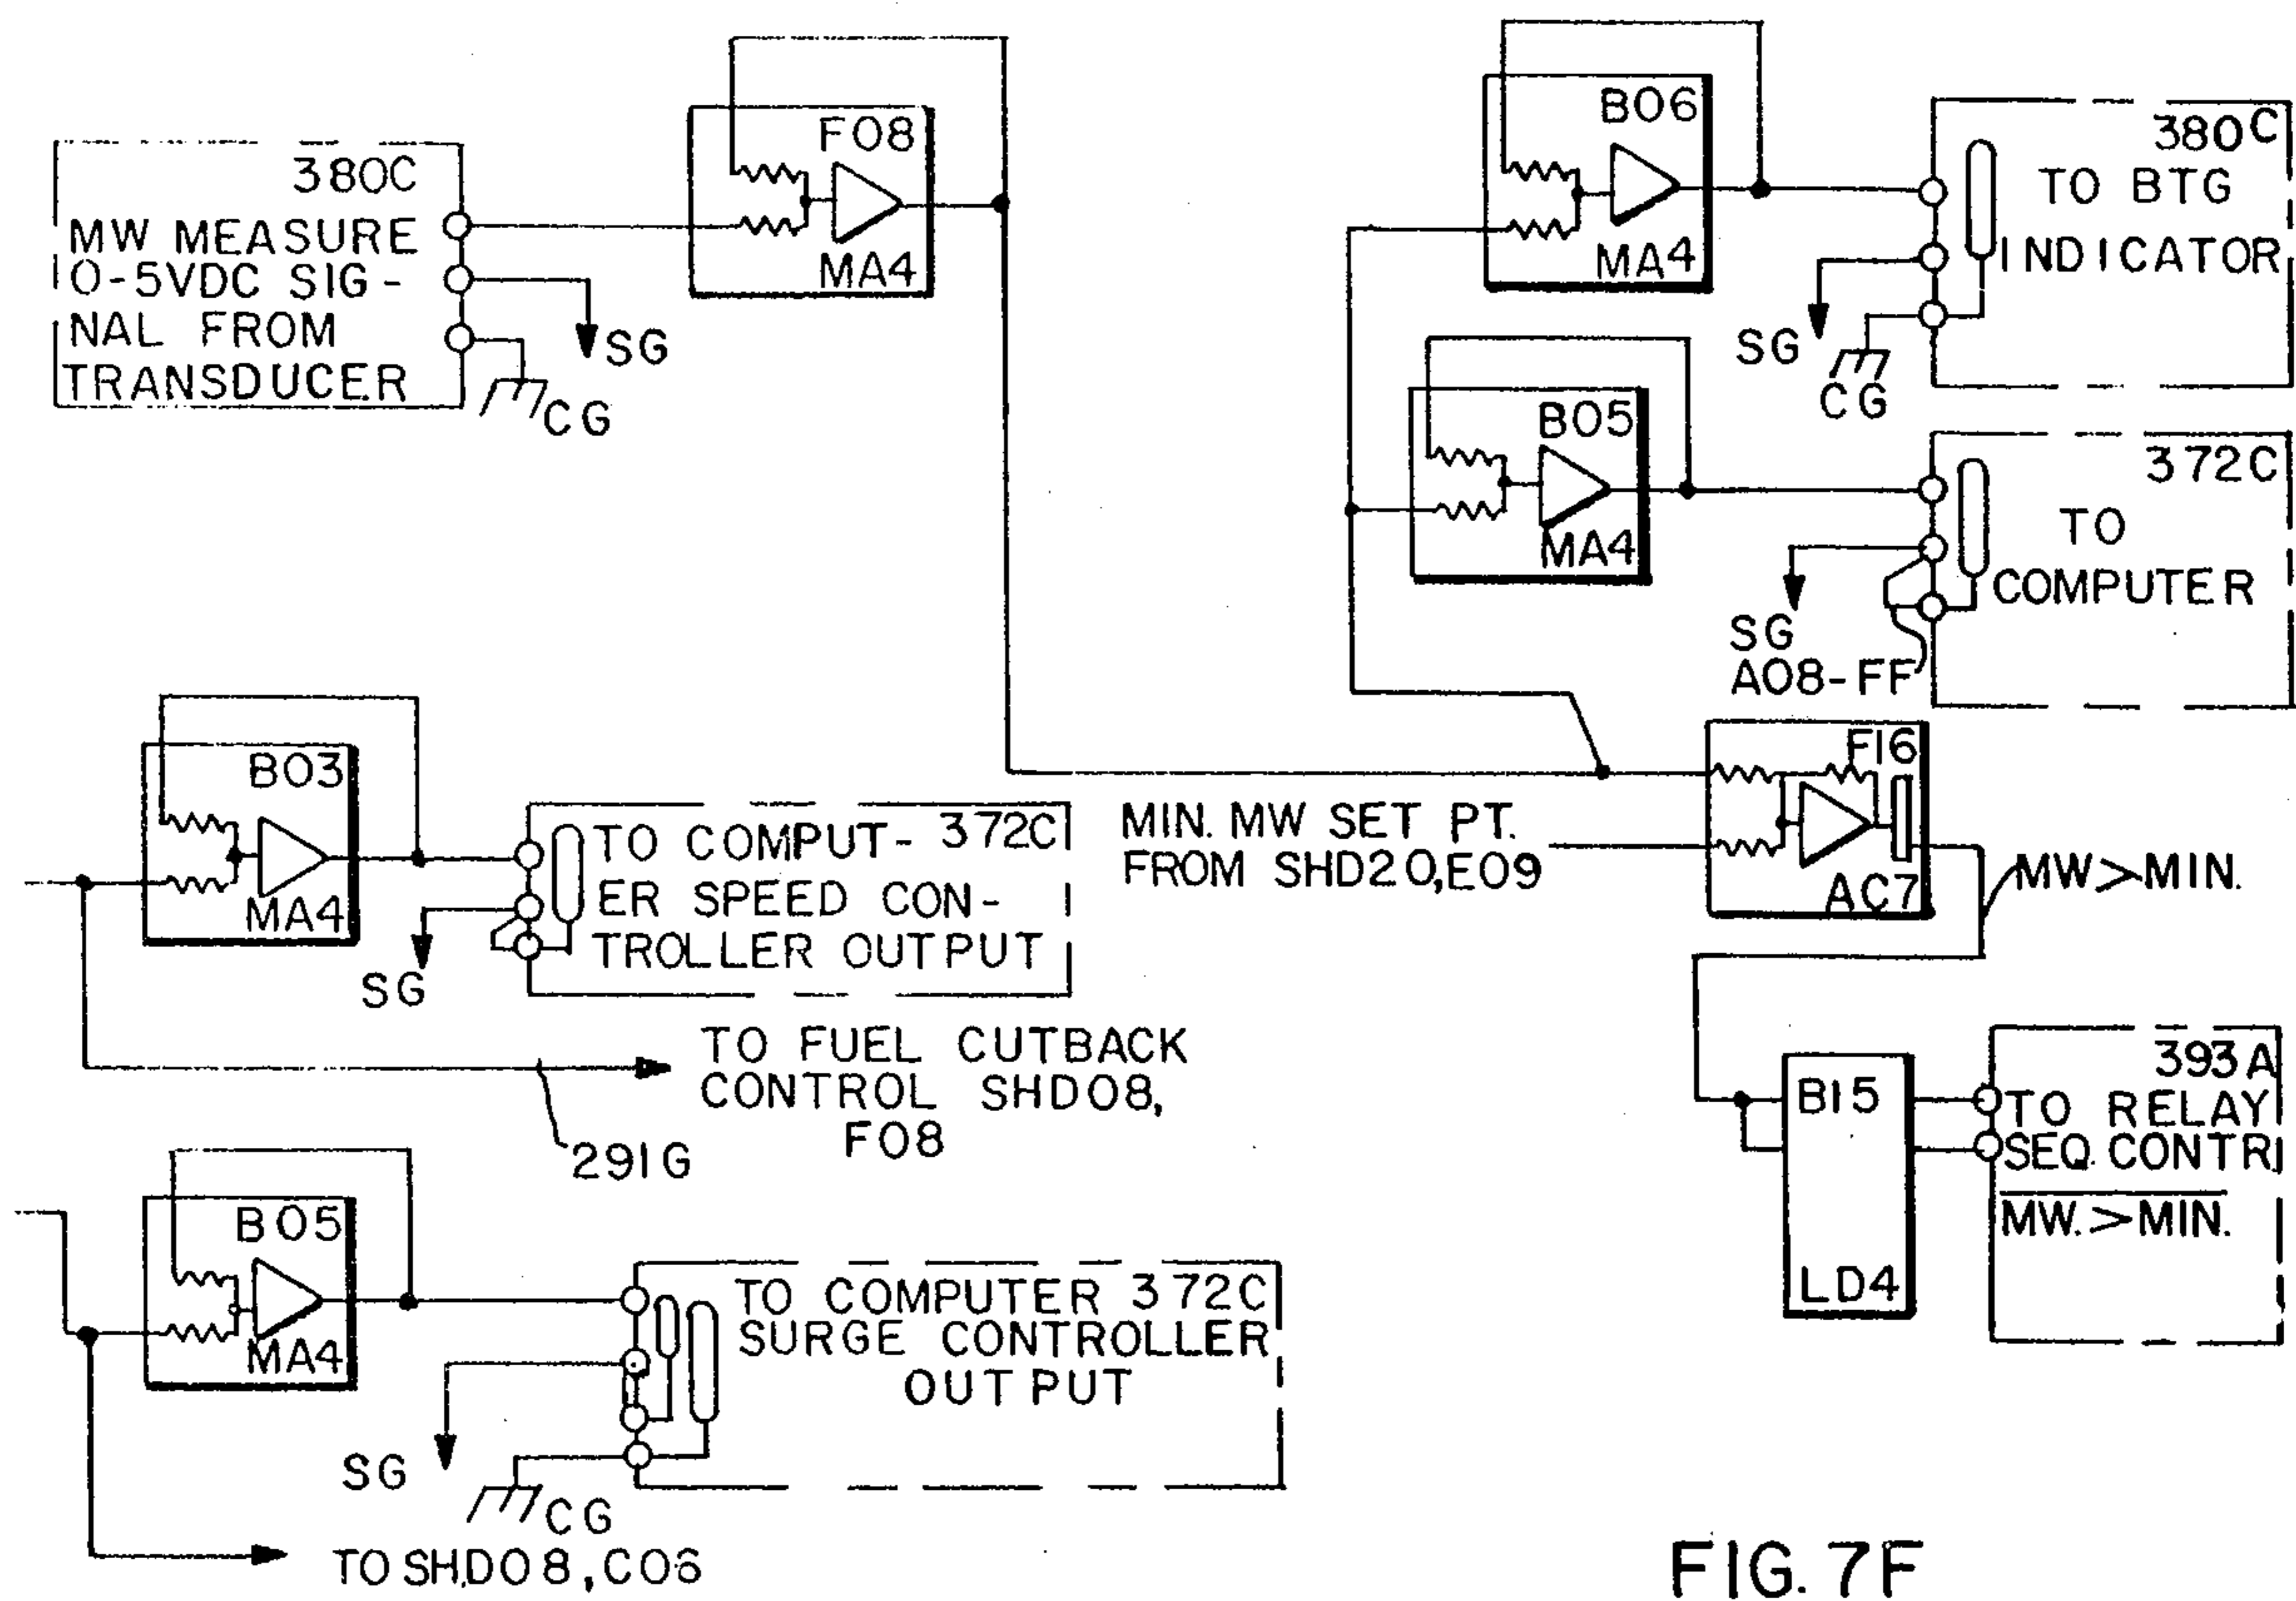 380C
MW MEASURE
0-5VDC SIG-
NAL FROM
TRANSDUCER
SG
CG
F08
MA4
B06
MA4
380C
TO BTG
INDICATOR
SG
CG
B05
MA4
372C
TO
COMPUTER
SG
A08-FF
B03
MA4
TO COMPUT- 372C
ER SPEED CON-
TROLLER OUTPUT
SG
MIN. MW SET PT.
FROM SHD20,E09
F16
AC7
MW>MIN.
TO FUEL CUTBACK
CONTROL SHD08,
F08
291G
B15
LD4
393A
TO RELAY
SEQ. CONTR
MW.>MIN.
B05
MA4
TO COMPUTER 372C
SURGE CONTROLLER
OUTPUT
SG
CG
TO SHD08,C06
FIG. 7F